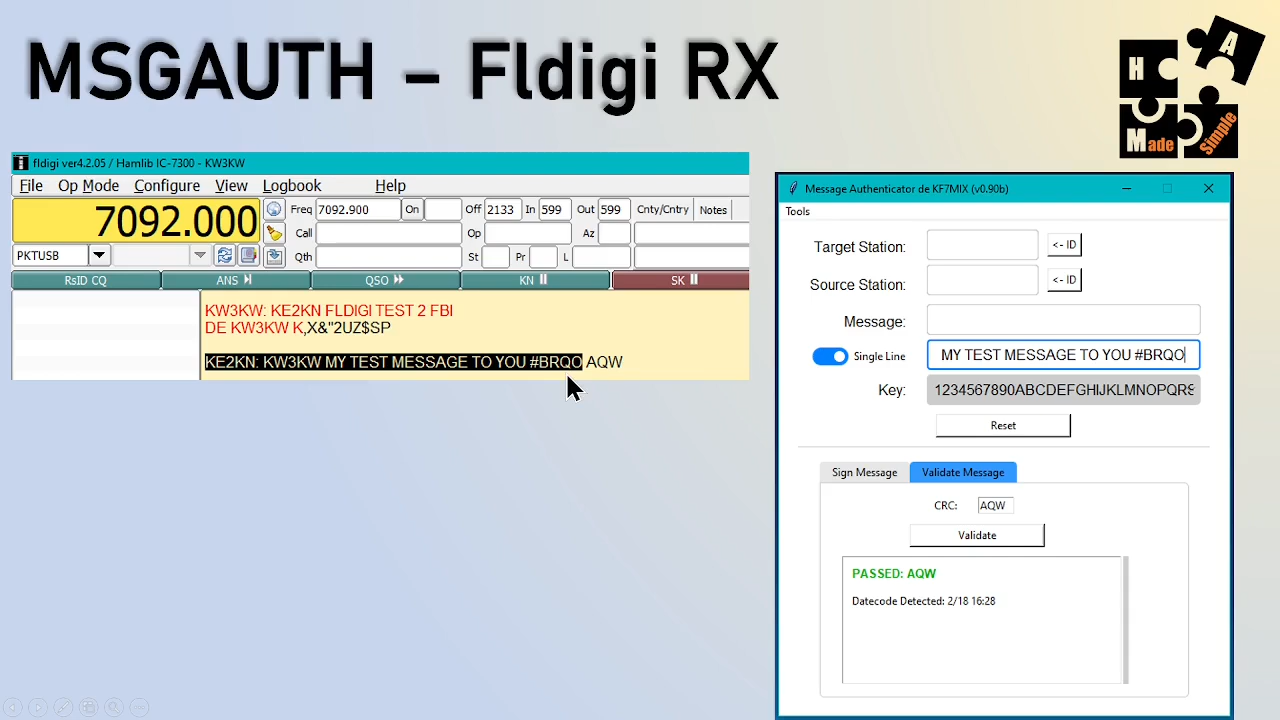 MSGAUTH – Fldigi RX
H
A
Made
Simple
fldigi ver4.2.05 / Hamlib IC-7300 - KW3KW
File Op Mode Configure View Logbook Help
7092.000
Freq 7092.900 On Off 2133 In 599 Out 599 Cnty/Cntry Notes
Call Op Az
PKTUSB
Qth St Pr L
RsID CQ ANS QSO KN SK
KW3KW: KE2KN FLDIGI TEST 2 FBI
DE KW3KW K,X&"2UZ$SP
KE2KN: KW3KW MY TEST MESSAGE TO YOU #BRQO AQW
Message Authenticator de KF7MIX (v0.90b)
Tools
Target Station: <- ID
Source Station: <- ID
Message:
Single Line MY TEST MESSAGE TO YOU #BRQO
Key: 1234567890ABCDEFGHIJKLMNOPQRS
Reset
Sign Message Validate Message
CRC: AQW
Validate
PASSED: AQW
Datecode Detected: 2/18 16:28